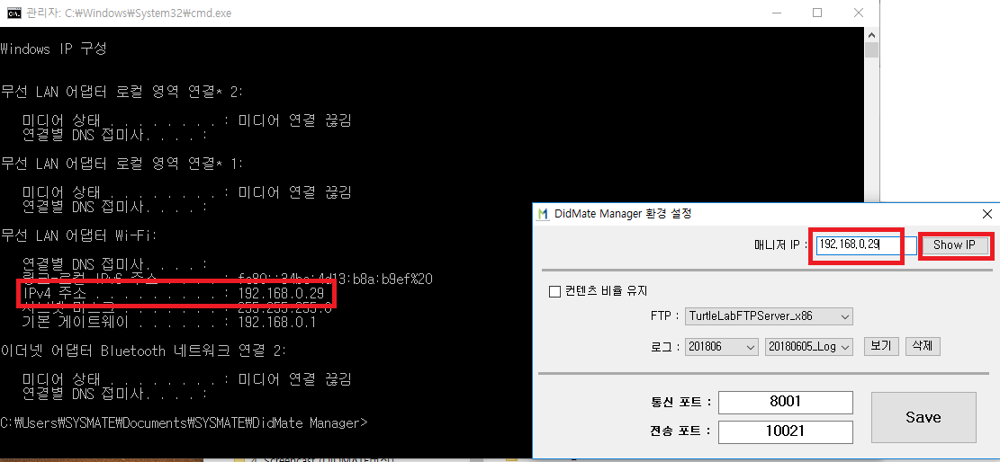 관리자: C:₩Windows₩System32₩cmd.exe
Windows IP 구성
무선 LAN 어댑터 로컬 영역 연결* 2:
미디어 상태 . . . . . . . . : 미디어 연결 끊김
연결별 DNS 접미사. . . . :
무선 LAN 어댑터 로컬 영역 연결* 1:
미디어 상태 . . . . . . . . : 미디어 연결 끊김
연결별 DNS 접미사. . . . :
무선 LAN 어댑터 Wi-Fi:
연결별 DNS 접미사. . . . :
링크-로컬 IPv6 주소 . . . . :
IPv4 주소 . . . . . . . . . : 192.168.0.29
서브넷 마스크 . . . . . . . : 255.255.255.0
기본 게이트웨이 . . . . . . : 192.168.0.1
이더넷 어댑터 Bluetooth 네트워크 연결 2:
미디어 상태 . . . . . . . . : 미디어 연결 끊김
연결별 DNS 접미사. . . . :
C:₩Users₩SYSMATE₩Documents₩SYSMATE₩DidMate Manager>
DidMate Manager 환경 설정
매니저 IP : 192,168,0,29 Show IP
컨텐츠 비율 유지
FTP : TurtleLabFTPServer_x86
로그 : 201806 20180605_Log 보기 삭제
통신 포트 : 8001
전송 포트 : 10021
Save